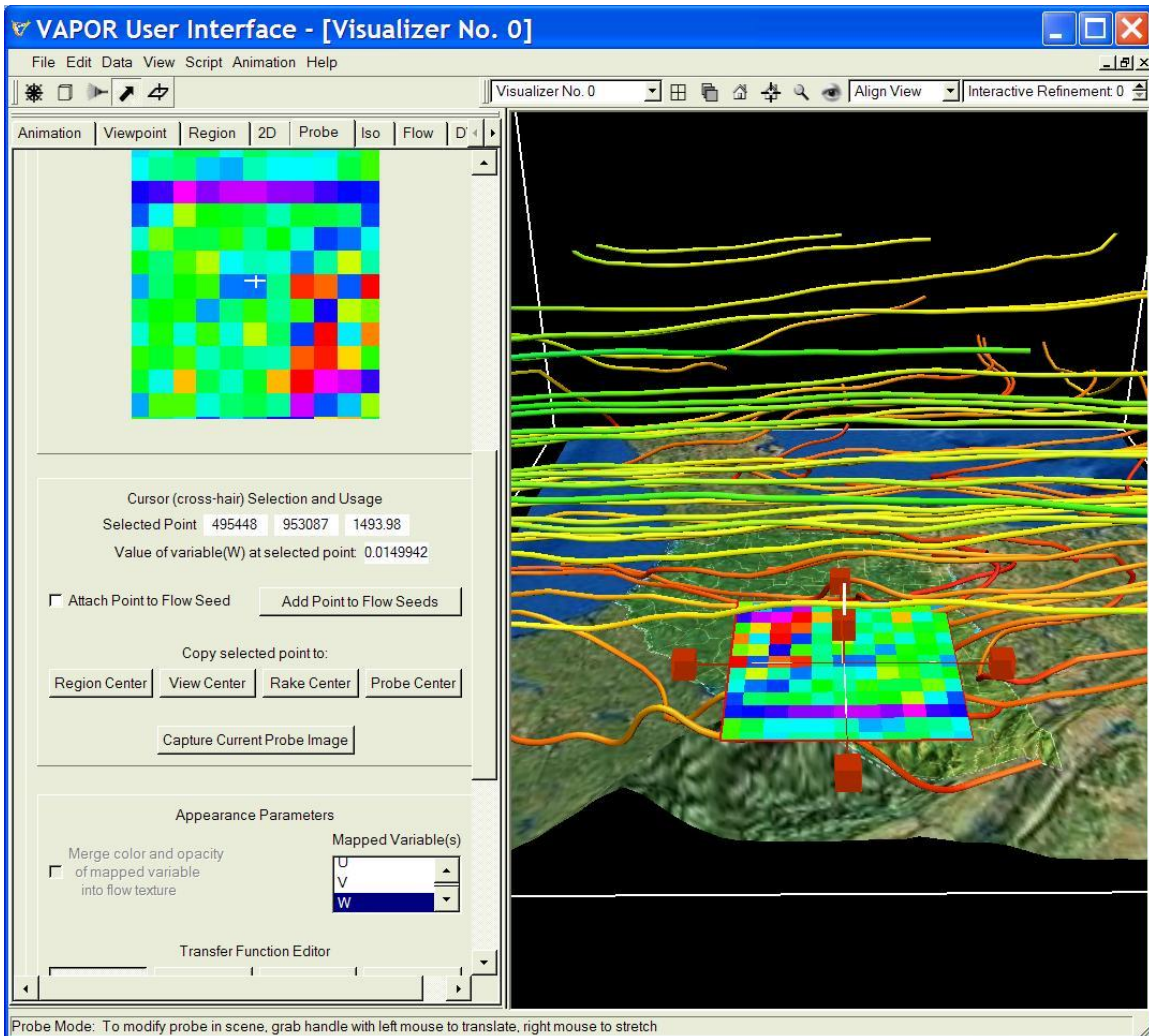 VAPOR User Interface - [Visualizer No. 0]
File Edit Data View Script Animation Help
Visualizer No. 0 Align View Interactive Refinement: 0
Animation Viewpoint Region 2D Probe Iso Flow
Cursor (cross-hair) Selection and Usage
Selected Point 495448 953087 1493.98
Value of variable(W) at selected point: 0.0149942
Attach Point to Flow Seed Add Point to Flow Seeds
Copy selected point to:
Region Center View Center Rake Center Probe Center
Capture Current Probe Image
Appearance Parameters
Mapped Variable(s)
Merge color and opacity
of mapped variable
into flow texture
U
V
W
Transfer Function Editor
Probe Mode: To modify probe in scene, grab handle with left mouse to translate, right mouse to stretch